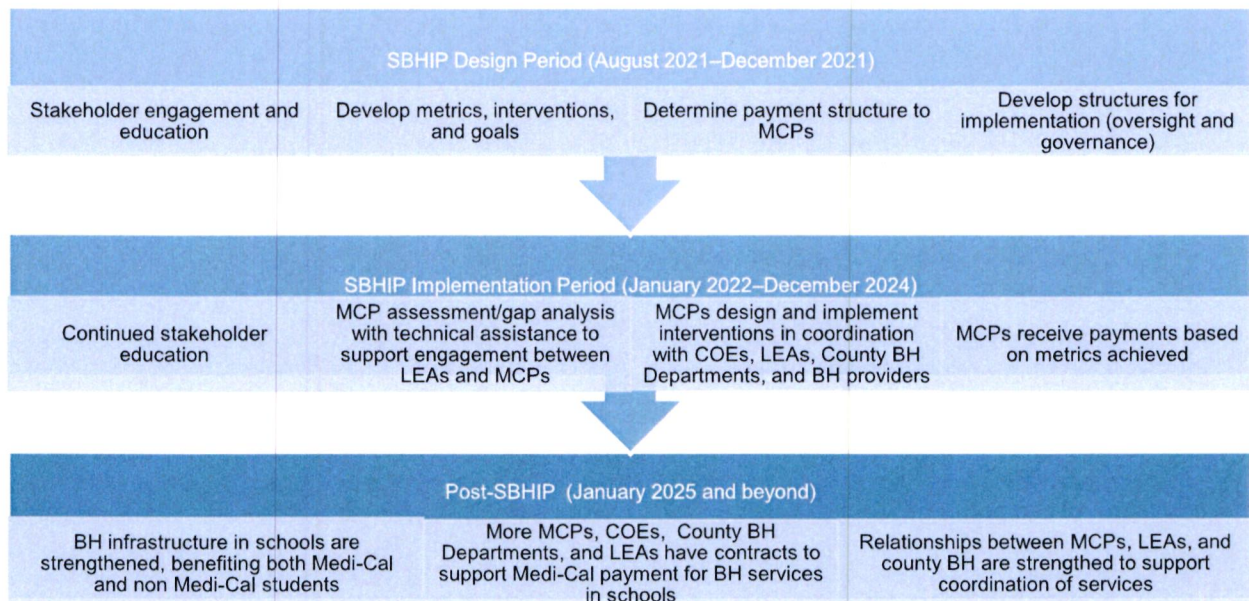 SBHIP Design Period (August 2021–December 2021)
Stakeholder engagement and
education
Develop metrics, interventions,
and goals
Determine payment structure to
MCPs
Develop structures for
implementation (oversight and
governance)
SBHIP Implementation Period (January 2022–December 2024)
Continued stakeholder
education
MCP assessment/gap analysis
with technical assistance to
support engagement between
LEAs and MCPs
MCPs design and implement
interventions in coordination
with COEs, LEAs, County BH
Departments, and BH providers
MCPs receive payments based
on metrics achieved
Post-SBHIP (January 2025 and beyond)
BH infrastructure in schools are
strengthened, benefiting both Medi-Cal
and non Medi-Cal students
More MCPs, COEs, County BH
Departments, and LEAs have contracts to
support Medi-Cal payment for BH services
in schools
Relationships between MCPs, LEAs, and
county BH are strengthed to support
coordination of services